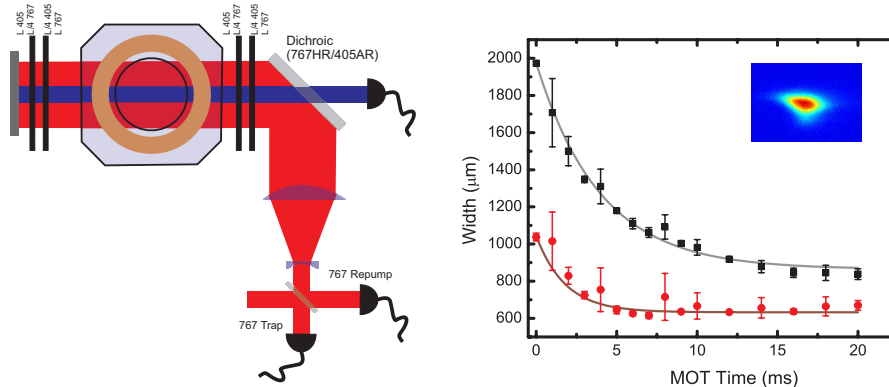 L 405
L/4 767
L/4 405
L 767
L/4 767
L 405
L/4 405
L 767
Dichroic
(767HR/405AR)
767 Repump
767 Trap
2000
1800
1600
1400
1200
1000
800
600
Width (μm)
0
5
10
15
20
MOT Time (ms)